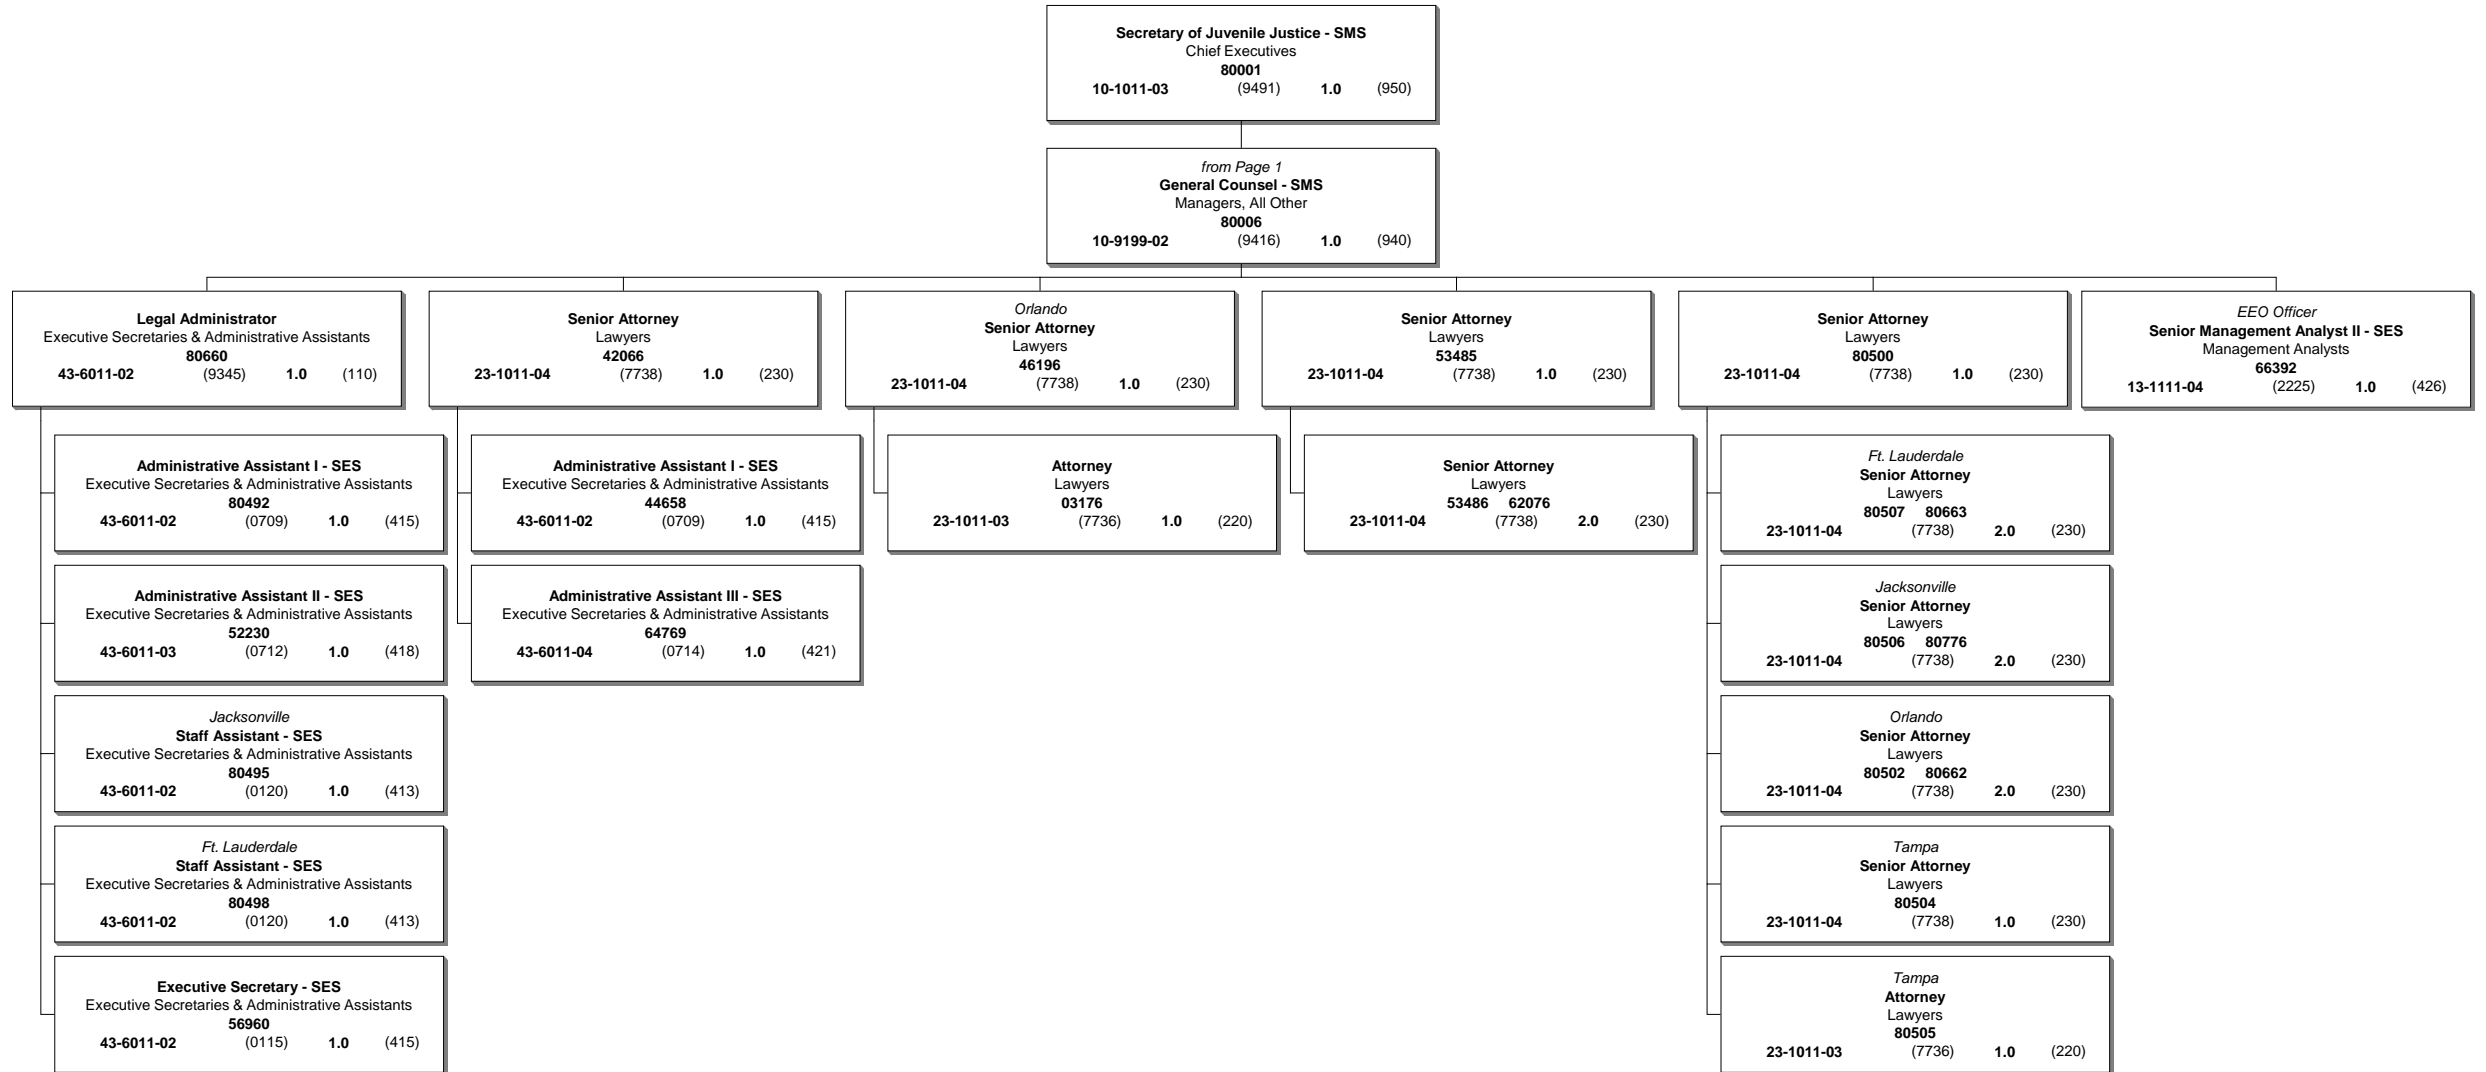 Secretary of Juvenile Justice - SMS
Chief Executives
80001
10-1011-03 (9491) 1.0 (950)
from Page 1
General Counsel - SMS
Managers, All Other
80006
10-9199-02 (9416) 1.0 (940)
Legal Administrator
Executive Secretaries & Administrative Assistants
80660
43-6011-02 (9345) 1.0 (110)
Senior Attorney
Lawyers
42066
23-1011-04 (7738) 1.0 (230)
Orlando
Senior Attorney
Lawyers
46196
23-1011-04 (7738) 1.0 (230)
Senior Attorney
Lawyers
53485
23-1011-04 (7738) 1.0 (230)
Senior Attorney
Lawyers
80500
23-1011-04 (7738) 1.0 (230)
EEO Officer
Senior Management Analyst II - SES
Management Analysts
66392
13-1111-04 (2225) 1.0 (426)
Administrative Assistant I - SES
Executive Secretaries & Administrative Assistants
80492
43-6011-02 (0709) 1.0 (415)
Administrative Assistant II - SES
Executive Secretaries & Administrative Assistants
52230
43-6011-03 (0712) 1.0 (418)
Jacksonville
Staff Assistant - SES
Executive Secretaries & Administrative Assistants
80495
43-6011-02 (0120) 1.0 (413)
Ft. Lauderdale
Staff Assistant - SES
Executive Secretaries & Administrative Assistants
80498
43-6011-02 (0120) 1.0 (413)
Executive Secretary - SES
Executive Secretaries & Administrative Assistants
56960
43-6011-02 (0115) 1.0 (415)
Administrative Assistant I - SES
Executive Secretaries & Administrative Assistants
44658
43-6011-02 (0709) 1.0 (415)
Administrative Assistant III - SES
Executive Secretaries & Administrative Assistants
64769
43-6011-04 (0714) 1.0 (421)
Attorney
Lawyers
03176
23-1011-03 (7736) 1.0 (220)
Senior Attorney
Lawyers
53486 62076
23-1011-04 (7738) 2.0 (230)
Ft. Lauderdale
Senior Attorney
Lawyers
80507 80663
23-1011-04 (7738) 2.0 (230)
Jacksonville
Senior Attorney
Lawyers
80506 80776
23-1011-04 (7738) 2.0 (230)
Orlando
Senior Attorney
Lawyers
80502 80662
23-1011-04 (7738) 2.0 (230)
Tampa
Senior Attorney
Lawyers
80504
23-1011-04 (7738) 1.0 (230)
Tampa
Attorney
Lawyers
80505
23-1011-03 (7736) 1.0 (220)